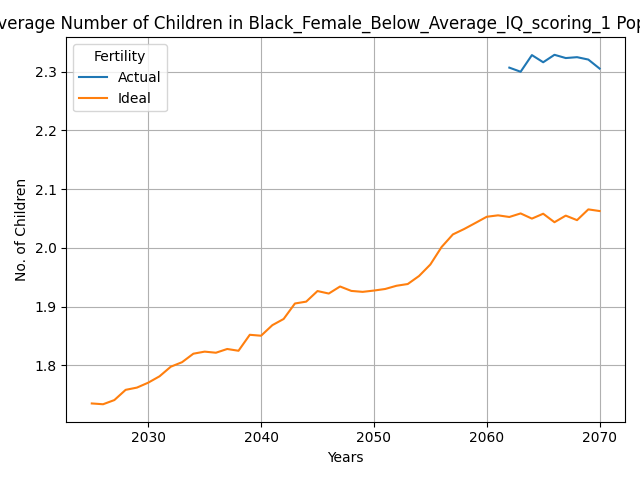 verage Number of Children in Black_Female_Below_Average_IQ_scoring_1 Pop
Fertility
Actual
Ideal
2.3
2.2
2.1
2.0
1.9
1.8
No. of Children
2030
2040
2050
2060
2070
Years